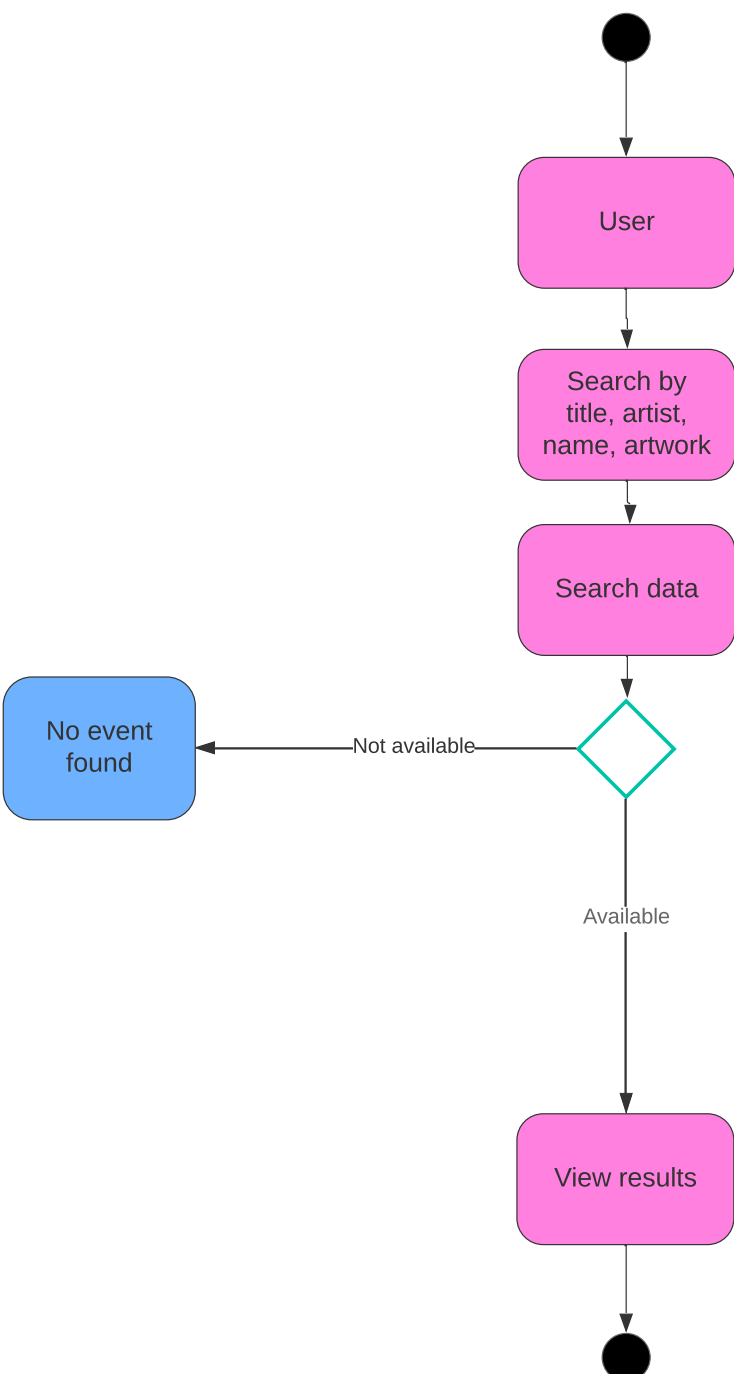 User
Search by
title, artist,
name, artwork
Search data
No event
found
Not available
Available
View results